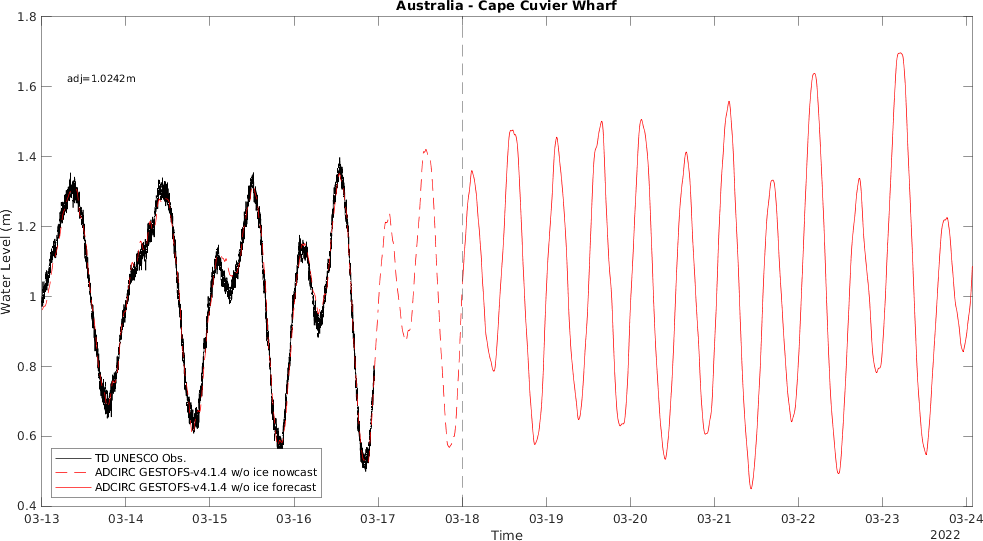 Australia - Cape Cuvier Wharf
1.8
1.6
1.4
1.2
1
0.8
0.6
0.4
Water Level (m)
adj=1.0242m
TD UNESCO Obs.
ADCIRC GESTOFS-v4.1.4 w/o ice nowcast
ADCIRC GESTOFS-v4.1.4 w/o ice forecast
03-13 03-14 03-15 03-16 03-17 03-18 03-19 03-20 03-21 03-22 03-23 03-24
Time
2022